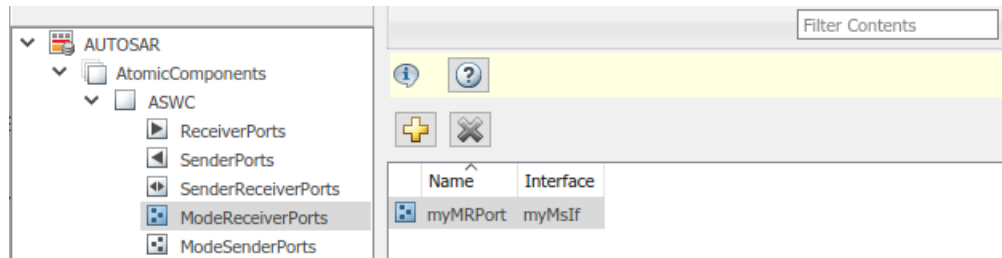 Filter Contents
AUTOSAR
AtomicComponents
ASWC
ReceiverPorts
SenderPorts
SenderReceiverPorts
ModeReceiverPorts
ModeSenderPorts
Name Interface
myMRPort myMsIf